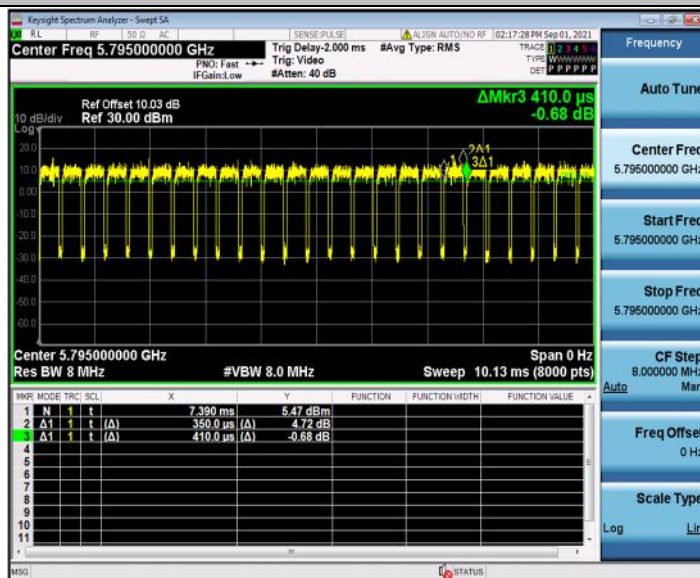 Keysight Spectrum Analyzer - Swept SA
RL RF 50 Ω AC SENSE:PULSE ALIGN AUTO/NO RF 02:17:28 PM Sep 01, 2021
Center Freq 5.795000000 GHz
PNO: Fast
IFGain:Low
Trig Delay-2.000 ms
Trig: Video
#Atten: 40 dB
#Avg Type: RMS
TRACE 1 2 3 4 5 6
TYPE WWWWWW
DET P P P P P P
Frequency
Auto Tune
Center Freq
5.795000000 GHz
Start Freq
5.795000000 GHz
Stop Freq
5.795000000 GHz
CF Step
8.000000 MHz
Auto Man
Freq Offset
0 Hz
Scale Type
Log Lin
ΔMkr3 410.0 µs
-0.68 dB
Ref Offset 10.03 dB
10 dB/div Ref 30.00 dBm
Log
20.0
10.0
0.00
-10.0
-20.0
-30.0
-40.0
-50.0
-60.0
2Δ1
3Δ1
Center 5.795000000 GHz Span 0 Hz
Res BW 8 MHz #VBW 8.0 MHz Sweep 10.13 ms (8000 pts)
MKR MODE TRC SCL X Y FUNCTION FUNCTION WIDTH FUNCTION VALUE
1 N 1 t 7.390 ms 5.47 dBm
2 Δ1 1 t (Δ) 350.0 µs (Δ) 4.72 dB
3 Δ1 1 t (Δ) 410.0 µs (Δ) -0.68 dB
4
5
6
7
8
9
10
11
MSG STATUS